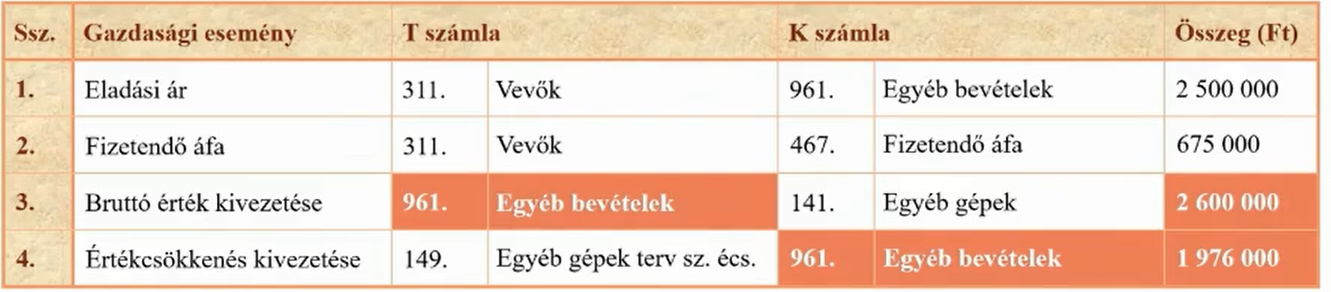 Ssz. Gazdasági esemény T számla K számla Összeg (Ft)
1. Eladási ár 311. Vevők 961. Egyéb bevételek 2 500 000
2. Fizetendő áfa 311. Vevők 467. Fizetendő áfa 675 000
3. Bruttó érték kivezetése 961. Egyéb bevételek 141. Egyéb gépek 2 600 000
4. Értékcsökkenés kivezetése 149. Egyéb gépek terv sz. écs. 961. Egyéb bevételek 1 976 000